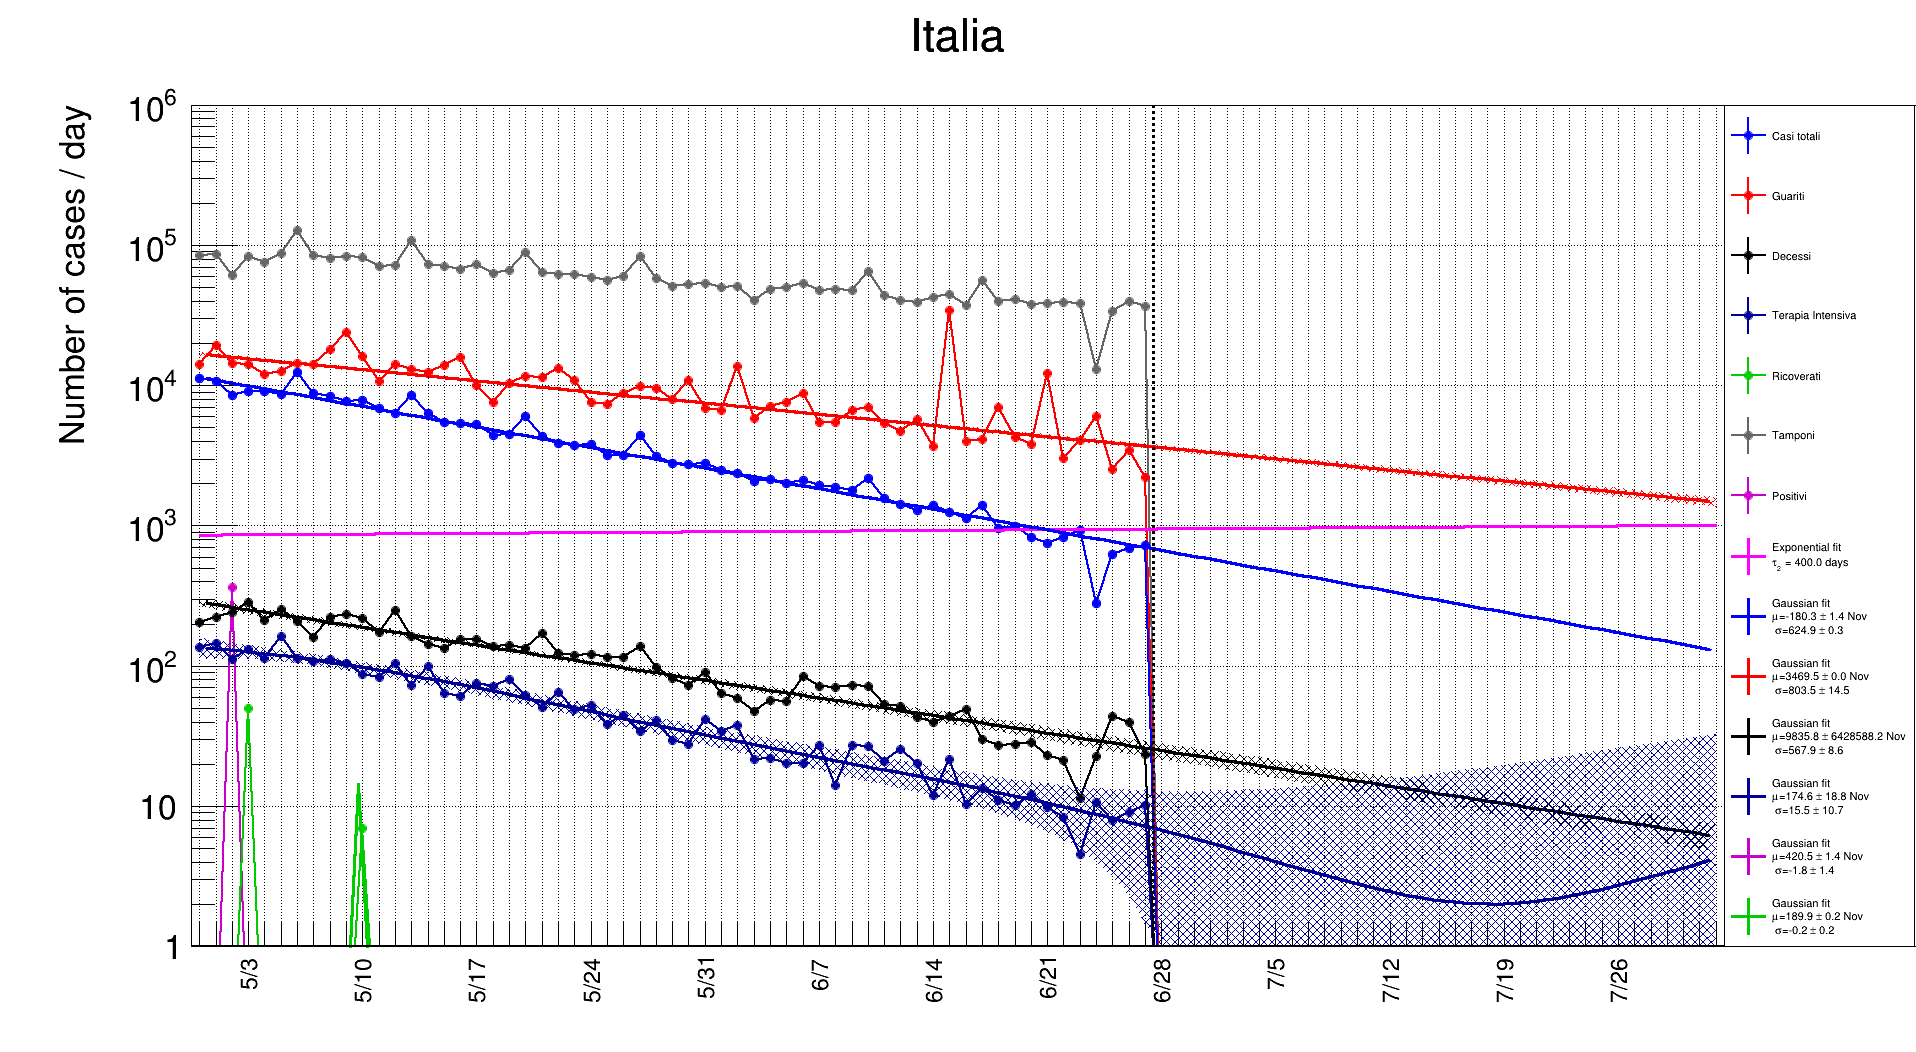 Italia
Number of cases / day
10^6
10^5
10^4
10^3
10^2
10
1
5/3
5/10
5/17
5/24
5/31
6/7
6/14
6/21
6/28
7/5
7/12
7/19
7/26
Casi totali
Guariti
Decessi
Terapia Intensiva
Ricoverati
Tamponi
Positivi
Exponential fit
τ₂ = 400.0 days
Gaussian fit
μ=-180.3 ± 1.4 Nov
σ=624.9 ± 0.3
Gaussian fit
μ=3469.5 ± 0.0 Nov
σ=803.5 ± 14.5
Gaussian fit
μ=9835.8 ± 6428588.2 Nov
σ=567.9 ± 8.6
Gaussian fit
μ=174.6 ± 18.8 Nov
σ=15.5 ± 10.7
Gaussian fit
μ=420.5 ± 1.4 Nov
σ=-1.8 ± 1.4
Gaussian fit
μ=189.9 ± 0.2 Nov
σ=-0.2 ± 0.2